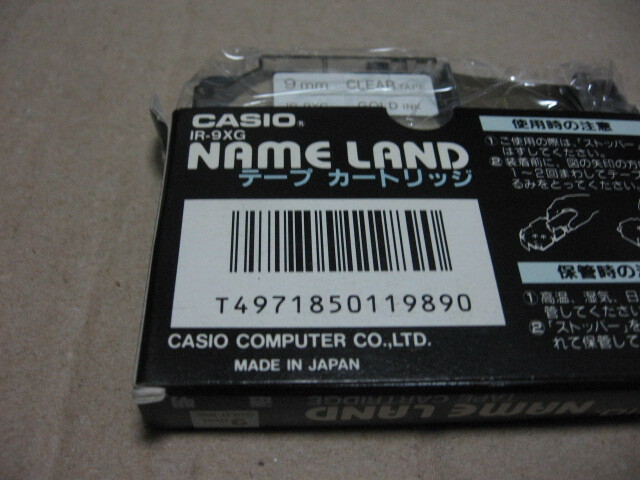 9mm CLEAR TAPE
IR-9XG GOLD INK
CASIO®
IR-9XG
NAME LAND
テープ カートリッジ
T4971850119890
CASIO COMPUTER CO.,LTD.
MADE IN JAPAN
使用時の注意
①ご使用の際は、「ストッパー
はずしてください。
②装着前に、図の矢印の方
1～2回まわしてテープ
るみをとってください
保管時の注
①高温、湿気、日
管してください。
②「ストッパー」を
れて保管して
NAME LAND
TAPE CARTRIDGE
9mm